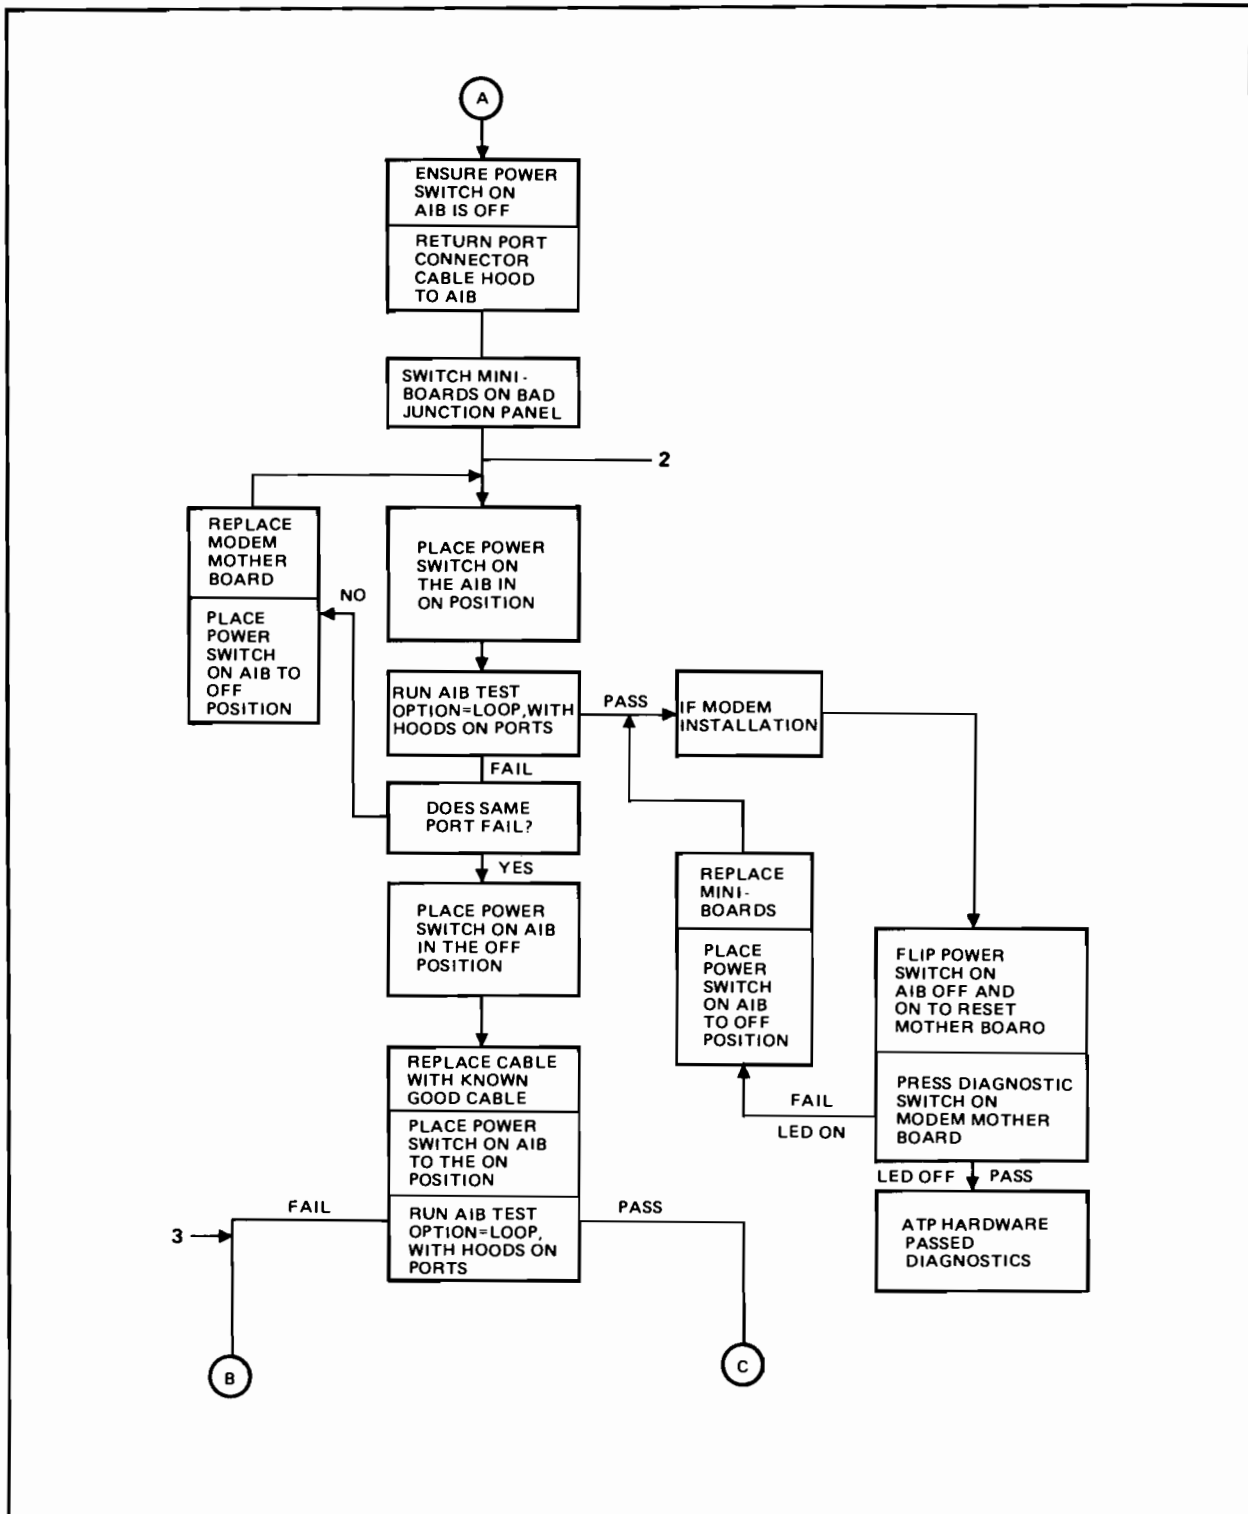 A
ENSURE POWER
SWITCH ON
AIB IS OFF
RETURN PORT
CONNECTOR
CABLE HOOD
TO AIB
SWITCH MINI-
BOARDS ON BAD
JUNCTION PANEL
2
REPLACE
MODEM
MOTHER
BOARD
PLACE
POWER
SWITCH
ON AIB TO
OFF
POSITION
NO
PLACE POWER
SWITCH ON
THE AIB IN
ON POSITION
RUN AIB TEST
OPTION=LOOP, WITH
HOODS ON PORTS
PASS
IF MODEM
INSTALLATION
FAIL
DOES SAME
PORT FAIL?
YES
PLACE POWER
SWITCH ON AIB
IN THE OFF
POSITION
REPLACE
MINI-
BOARDS
PLACE
POWER
SWITCH
ON AIB
TO OFF
POSITION
FLIP POWER
SWITCH ON
AIB OFF AND
ON TO RESET
MOTHER BOARO
PRESS DIAGNOSTIC
SWITCH ON
MODEM MOTHER
BOARD
FAIL
LED ON
LED OFF PASS
ATP HARDWARE
PASSED
DIAGNOSTICS
REPLACE CABLE
WITH KNOWN
GOOD CABLE
PLACE POWER
SWITCH ON AIB
TO THE ON
POSITION
RUN AIB TEST
OPTION=LOOP,
WITH HOODS ON
PORTS
FAIL
PASS
3
B
C